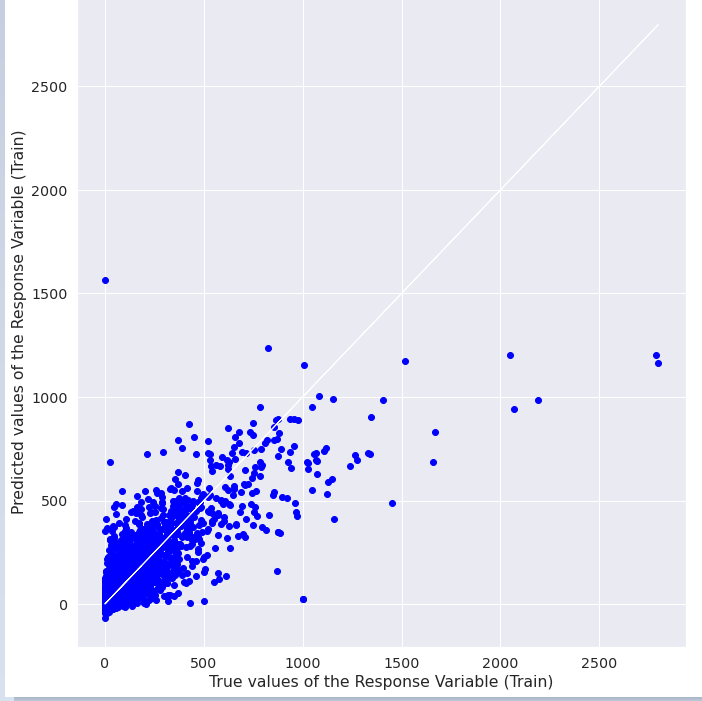 2500
2000
1500
1000
500
0
Predicted values of the Response Variable (Train)
0 500 1000 1500 2000 2500
True values of the Response Variable (Train)